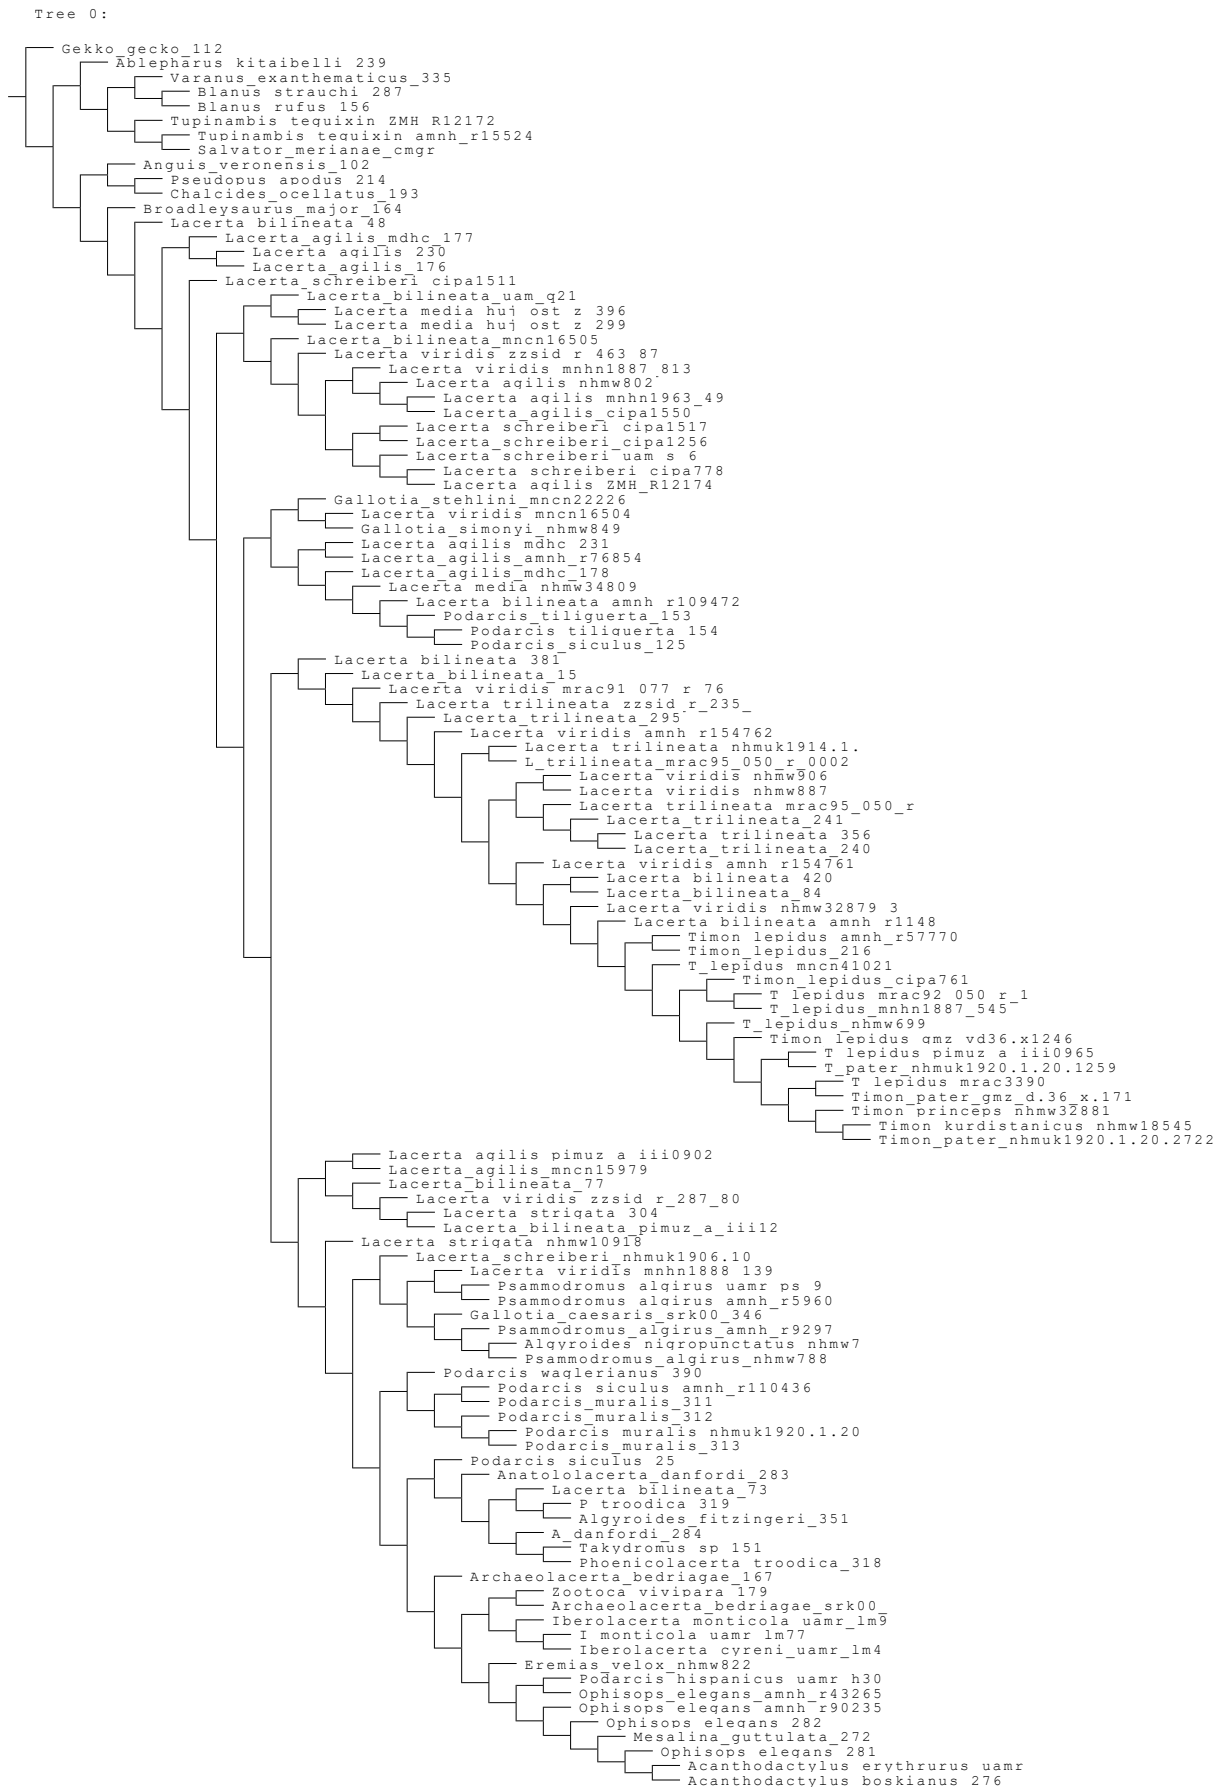 Tree 0:
Gekko_gecko_112
Ablepharus_kitaibelli_239
Varanus_exanthematicus_335
Blanus_strauchi_287
Blanus_rufus_156
Tupinambis_teguixin_ZMH_R12172
Tupinambis_teguixin_amnh_r15524
Salvator_merianae_cmgr
Anguis_veronensis_102
Pseudopus_apodus_214
Chalcides_ocellatus_193
Broadleysaurus_major_164
Lacerta_bilineata_48
Lacerta_agilis_mdhc_177
Lacerta_agilis_230
Lacerta_agilis_176
Lacerta_schreiberi_cipa1511
Lacerta_bilineata_uam_q21
Lacerta_media_huj_ost_z_396
Lacerta_media_huj_ost_z_299
Lacerta_bilineata_mncn16505
Lacerta_viridis_zzsid_r_463_87
Lacerta_viridis_mnhn1887_813
Lacerta_agilis_nhmw802
Lacerta_agilis_mnhn1963_49
Lacerta_agilis_cipa1550
Lacerta_schreiberi_cipa1517
Lacerta_schreiberi_cipa1256
Lacerta_schreiberi_uam_s_6
Lacerta_schreiberi_cipa778
Lacerta_agilis_ZMH_R12174
Gallotia_stehlini_mncn22226
Lacerta_viridis_mncn16504
Gallotia_simonyi_nhmw849
Lacerta_agilis_mdhc_231
Lacerta_agilis_amnh_r76854
Lacerta_agilis_mdhc_178
Lacerta_media_nhmw34809
Lacerta_bilineata_amnh_r109472
Podarcis_tiliguerta_153
Podarcis_tiliguerta_154
Podarcis_siculus_125
Lacerta_bilineata_381
Lacerta_bilineata_15
Lacerta_viridis_mrac91_077_r_76
Lacerta_trilineata_zzsid_r_235_
Lacerta_trilineata_295
Lacerta_viridis_amnh_r154762
Lacerta_trilineata_nhmuk1914.1.
L_trilineata_mrac95_050_r_0002
Lacerta_viridis_nhmw906
Lacerta_viridis_nhmw887
Lacerta_trilineata_mrac95_050_r
Lacerta_trilineata_241
Lacerta_trilineata_356
Lacerta_trilineata_240
Lacerta_viridis_amnh_r154761
Lacerta_bilineata_420
Lacerta_bilineata_84
Lacerta_viridis_nhmw32879_3
Lacerta_bilineata_amnh_r1148
Timon_lepidus_amnh_r57770
Timon_lepidus_216
T_lepidus_mncn41021
Timon_lepidus_cipa761
T_lepidus_mrac92_050_r_1
T_lepidus_mnhn1887_545
T_lepidus_nhmw699
Timon_lepidus_gmz_vd36.x1246
T_lepidus_pimuz_a_iii0965
T_pater_nhmuk1920.1.20.1259
T_lepidus_mrac3390
Timon_pater_gmz_d.36_x.171
Timon_princeps_nhmw32881
Timon_kurdistanicus_nhmw18545
Timon_pater_nhmuk1920.1.20.2722
Lacerta_agilis_pimuz_a_iii0902
Lacerta_agilis_mncn15979
Lacerta_bilineata_77
Lacerta_viridis_zzsid_r_287_80
Lacerta_strigata_304
Lacerta_bilineata_pimuz_a_iii12
Lacerta_strigata_nhmw10918
Lacerta_schreiberi_nhmuk1906.10
Lacerta_viridis_mnhn1888_139
Psammodromus_algirus_uamr_ps_9
Psammodromus_algirus_amnh_r5960
Gallotia_caesaris_srk00_346
Psammodromus_algirus_amnh_r9297
Algyroides_nigropunctatus_nhmw7
Psammodromus_algirus_nhmw788
Podarcis_waglerianus_390
Podarcis_siculus_amnh_r110436
Podarcis_muralis_311
Podarcis_muralis_312
Podarcis_muralis_nhmuk1920.1.20
Podarcis_muralis_313
Podarcis_siculus_25
Anatololacerta_danfordi_283
Lacerta_bilineata_73
P_troodica_319
Algyroides_fitzingeri_351
A_danfordi_284
Takydromus_sp_151
Phoenicolacerta_troodica_318
Archaeolacerta_bedriagae_167
Zootoca_vivipara_179
Archaeolacerta_bedriagae_srk00_
Iberolacerta_monticola_uamr_lm9
I_monticola_uamr_lm77
Iberolacerta_cyreni_uamr_lm4
Eremias_velox_nhmw822
Podarcis_hispanicus_uamr_h30
Ophisops_elegans_amnh_r43265
Ophisops_elegans_amnh_r90235
Ophisops_elegans_282
Mesalina_guttulata_272
Ophisops_elegans_281
Acanthodactylus_erythrurus_uamr
Acanthodactylus_boskianus_276